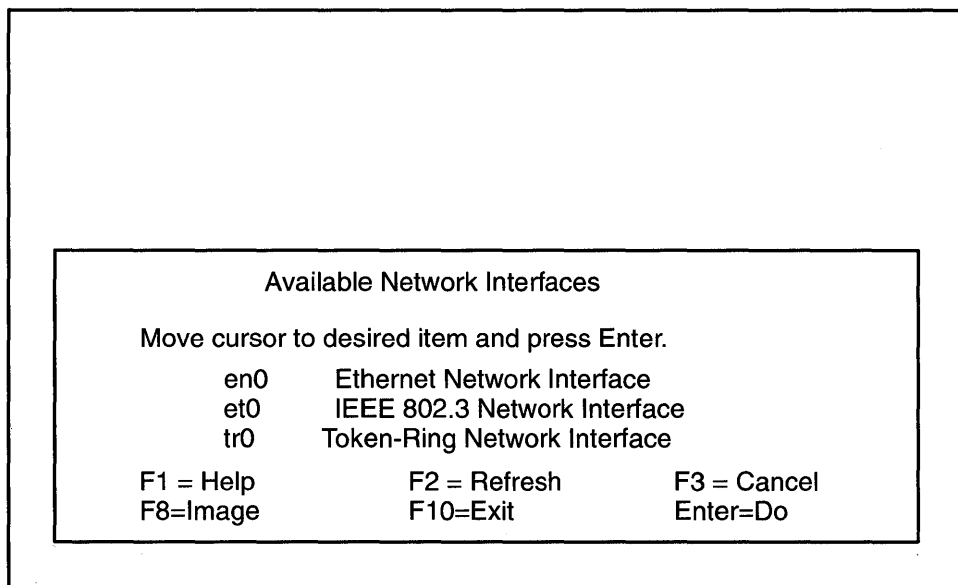 Available Network Interfaces
Move cursor to desired item and press Enter.
en0 Ethernet Network Interface
et0 IEEE 802.3 Network Interface
tr0 Token-Ring Network Interface
F1 = Help F2 = Refresh F3 = Cancel
F8=Image F10=Exit Enter=Do